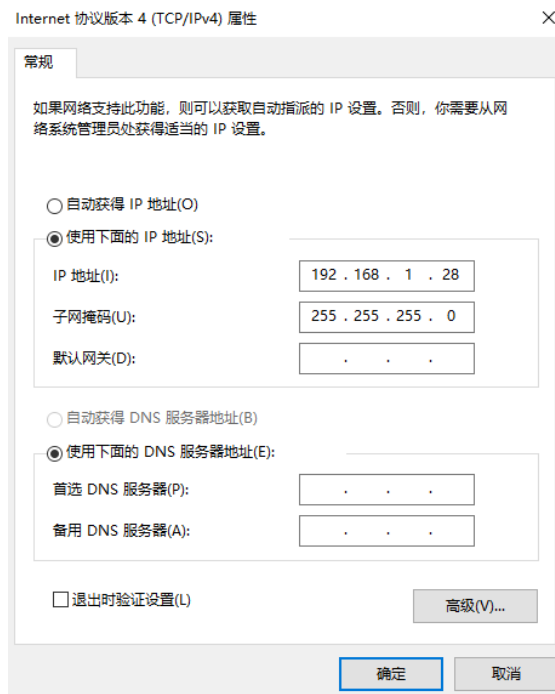 Internet 协议版本 4 (TCP/IPv4) 属性
常规
如果网络支持此功能，则可以获取自动指派的 IP 设置。否则，你需要从网
络系统管理员处获得适当的 IP 设置。
自动获得 IP 地址(O)
使用下面的 IP 地址(S):
IP 地址(I):
192 . 168 . 1 . 28
子网掩码(U):
255 . 255 . 255 . 0
默认网关(D):
. . .
自动获得 DNS 服务器地址(B)
使用下面的 DNS 服务器地址(E):
首选 DNS 服务器(P):
. . .
备用 DNS 服务器(A):
. . .
退出时验证设置(L)
高级(V)...
确定
取消